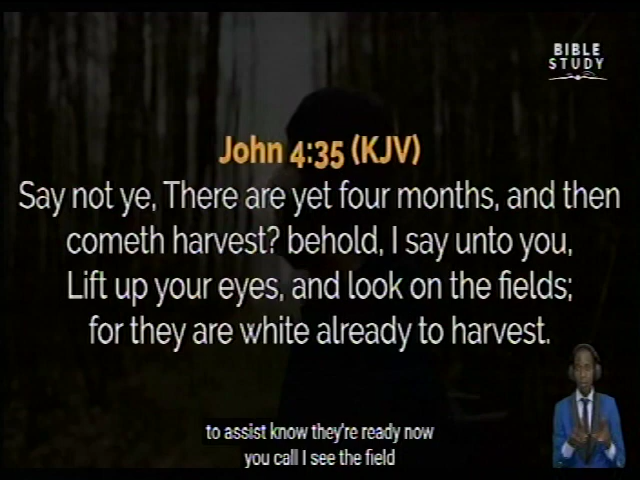 BIBLE
STUDY
John 4:35 (KJV)
Say not ye, There are yet four months, and then
cometh harvest? behold, I say unto you,
Lift up your eyes, and look on the fields;
for they are white already to harvest.
to assist know they're ready now
you call I see the field